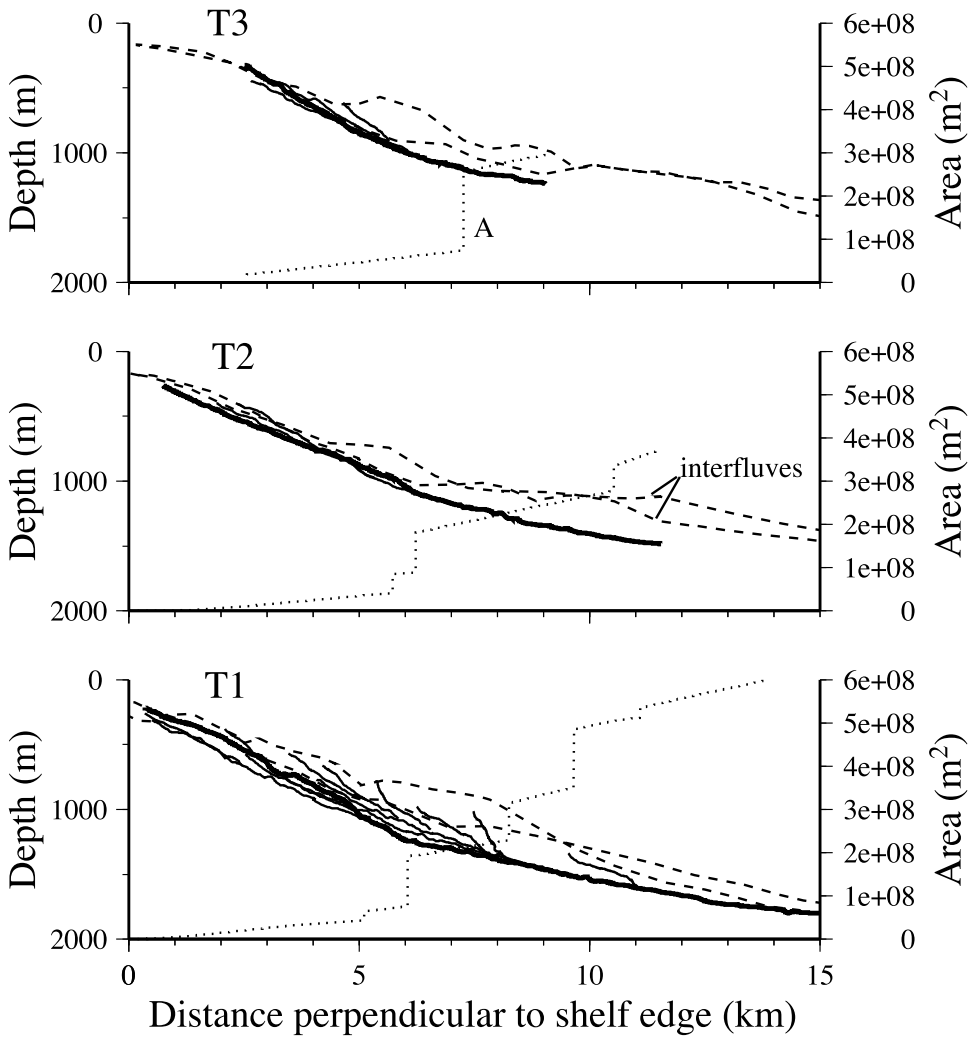 T3
0
1000
2000
Depth (m)
6e+08
5e+08
4e+08
3e+08
2e+08
1e+08
0
Area (m²)
A
T2
0
1000
2000
Depth (m)
6e+08
5e+08
4e+08
3e+08
2e+08
1e+08
0
Area (m²)
interfluves
T1
0
1000
2000
Depth (m)
6e+08
5e+08
4e+08
3e+08
2e+08
1e+08
0
Area (m²)
0 5 10 15
Distance perpendicular to shelf edge (km)